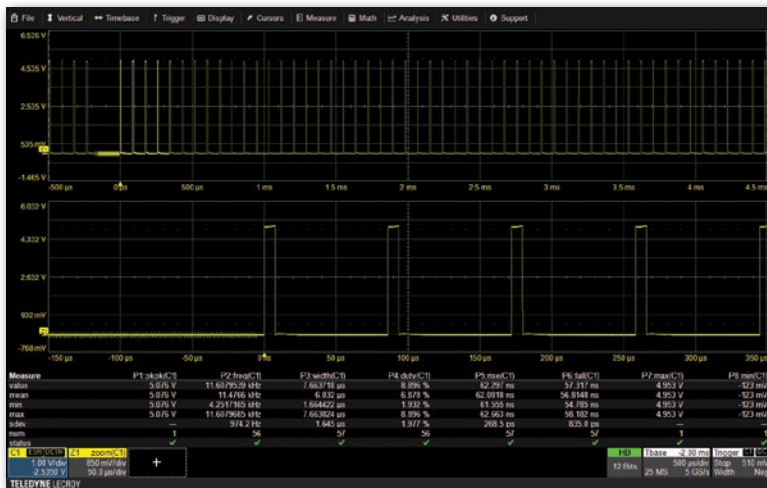 File Vertical Timebase Trigger Display Cursors Measure Math Analysis Utilities Support
6.535 V
4.535 V
2.535 V
535 mV
-1.465 V
-500 µs 0 µs 500 µs 1 ms 1.5 ms 2 ms 2.5 ms 3 ms 3.5 ms 4 ms 4.5 ms
6.032 V
4.332 V
2.632 V
932 mV
-768 mV
-150 µs -100 µs -50 µs 0 µs 50 µs 100 µs 150 µs 200 µs 250 µs 300 µs 350 µs
Measure P1:pkpk(C1) P2:freq(C1) P3:width(C1) P4:duty(C1) P5:rise(C1) P6:fall(C1) P7:max(C1) P8:min(C1)
value 5.076 V 11.6079539 kHz 7.663718 µs 8.896 % 62.297 ns 57.317 ns 4.953 V -123 mV
mean 5.076 V 11.4766 kHz 6.032 µs 6.878 % 62.0818 ns 56.8148 ns 4.953 V -123 mV
min 5.076 V 4.2517165 kHz 1.664422 µs 1.932 % 61.555 ns 54.785 ns 4.953 V -123 mV
max 5.076 V 11.6079685 kHz 7.663824 µs 8.896 % 62.663 ns 58.182 ns 4.953 V -123 mV
sdev --- 974.2 Hz 1.645 µs 1.977 % 268.5 ps 835.0 ps --- ---
num 1 56 57 56 57 57 1 1
status
C1 DC1M Z1 zoom(C1) HD Tbase -2.30 ms Trigger C1 DC
1.00 V/div 850 mV/div + 12 Bits 500 µs/div Stop 510 mV
-2.5350 V 50.0 µs/div 25 MS 5 GS/s Width Neg
TELEDYNE LECROY